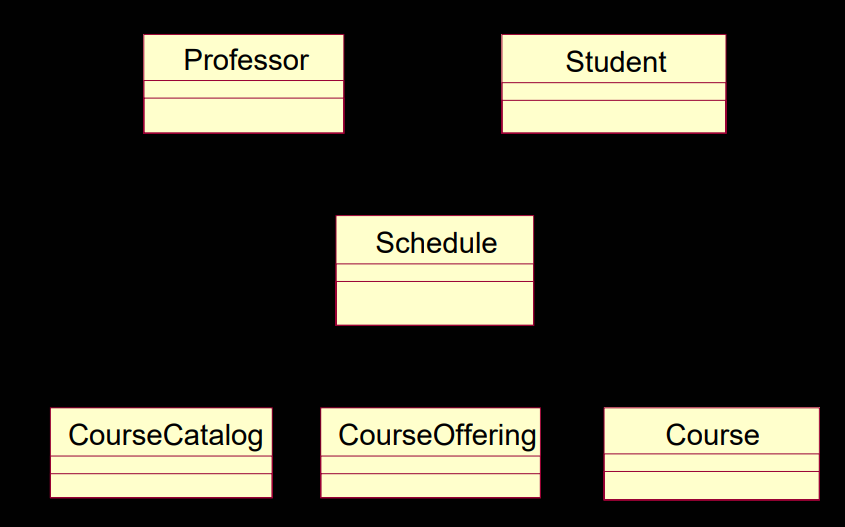 Professor
Student
Schedule
CourseCatalog
CourseOffering
Course